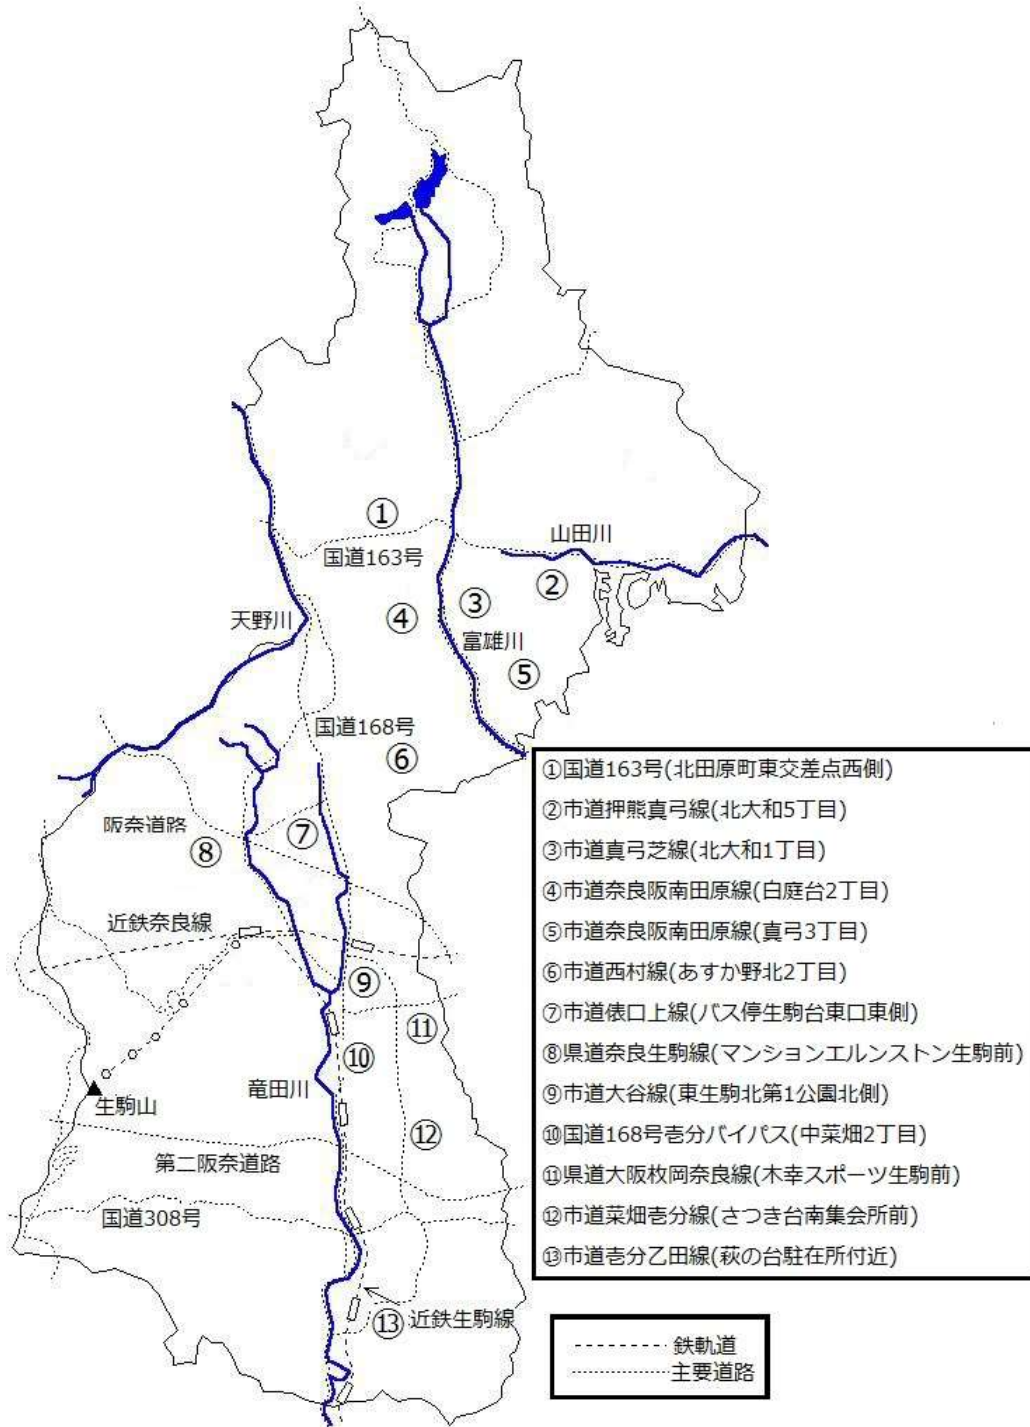 ①
国道163号
山田川
②
③
④
天野川
富雄川
⑤
国道168号
⑥
①国道163号(北田原町東交差点西側)
②市道押熊真弓線(北大和5丁目)
③市道真弓芝線(北大和1丁目)
④市道奈良阪南田原線(白庭台2丁目)
⑤市道奈良阪南田原線(真弓3丁目)
⑥市道西村線(あすか野北2丁目)
⑦市道俵口上線(バス停生駒台東口東側)
⑧県道奈良生駒線(マンションエルンストン生駒前)
⑨市道大谷線(東生駒北第1公園北側)
⑩国道168号壱分バイパス(中菜畑2丁目)
⑪県道大阪枚岡奈良線(木幸スポーツ生駒前)
⑫市道菜畑壱分線(さつき台南集会所前)
⑬市道壱分乙田線(萩の台駐在所付近)
阪奈道路
⑦
⑧
近鉄奈良線
⑨
⑪
⑩
竜田川
生駒山
⑫
第二阪奈道路
国道308号
⑬
近鉄生駒線
鉄軌道
主要道路